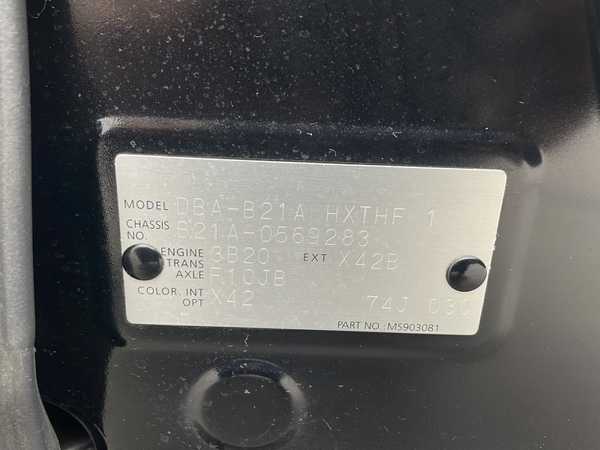 MODEL DBA-B21A HXTHF 1
CHASSIS NO. B21A-0569283
ENGINE 3B20 EXT X42B
TRANS AXLE F1CJB
COLOR. INT X42
OPT 74J 03C
PART NO : M5903081